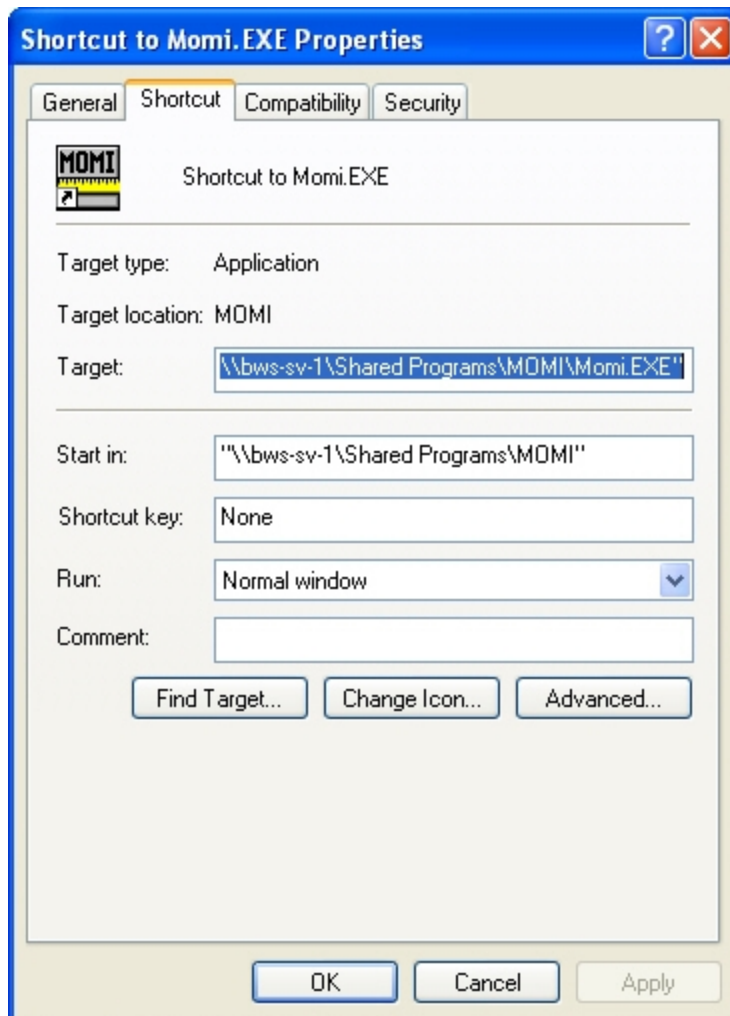 Shortcut to Momi.EXE Properties
General Shortcut Compatibility Security
MOMI
Shortcut to Momi.EXE
Target type: Application
Target location: MOMI
Target: \\bws-sv-1\Shared Programs\MOMI\Momi.EXE"
Start in: "\\bws-sv-1\Shared Programs\MOMI"
Shortcut key: None
Run: Normal window
Comment:
Find Target... Change Icon... Advanced...
OK Cancel Apply